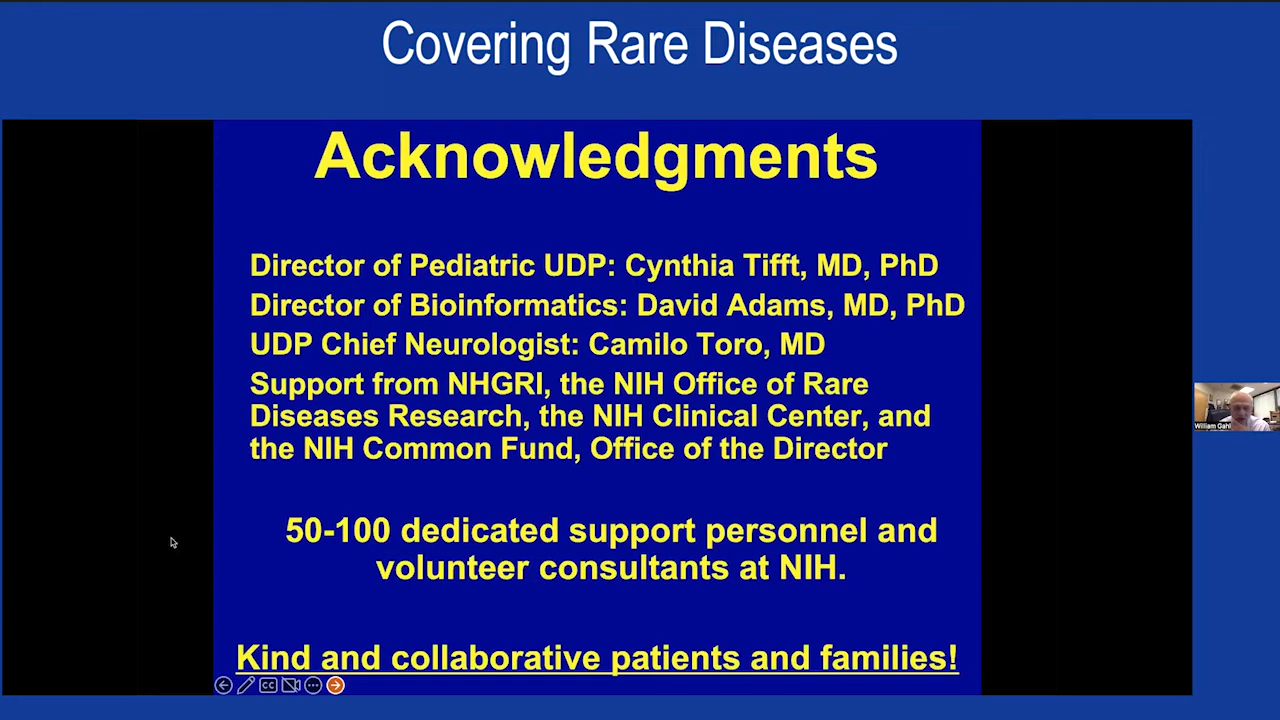 Covering Rare Diseases
Acknowledgments
Director of Pediatric UDP: Cynthia Tifft, MD, PhD
Director of Bioinformatics: David Adams, MD, PhD
UDP Chief Neurologist: Camilo Toro, MD
Support from NHGRI, the NIH Office of Rare
Diseases Research, the NIH Clinical Center, and
the NIH Common Fund, Office of the Director
50-100 dedicated support personnel and
volunteer consultants at NIH.
Kind and collaborative patients and families!
CC
William Gahl